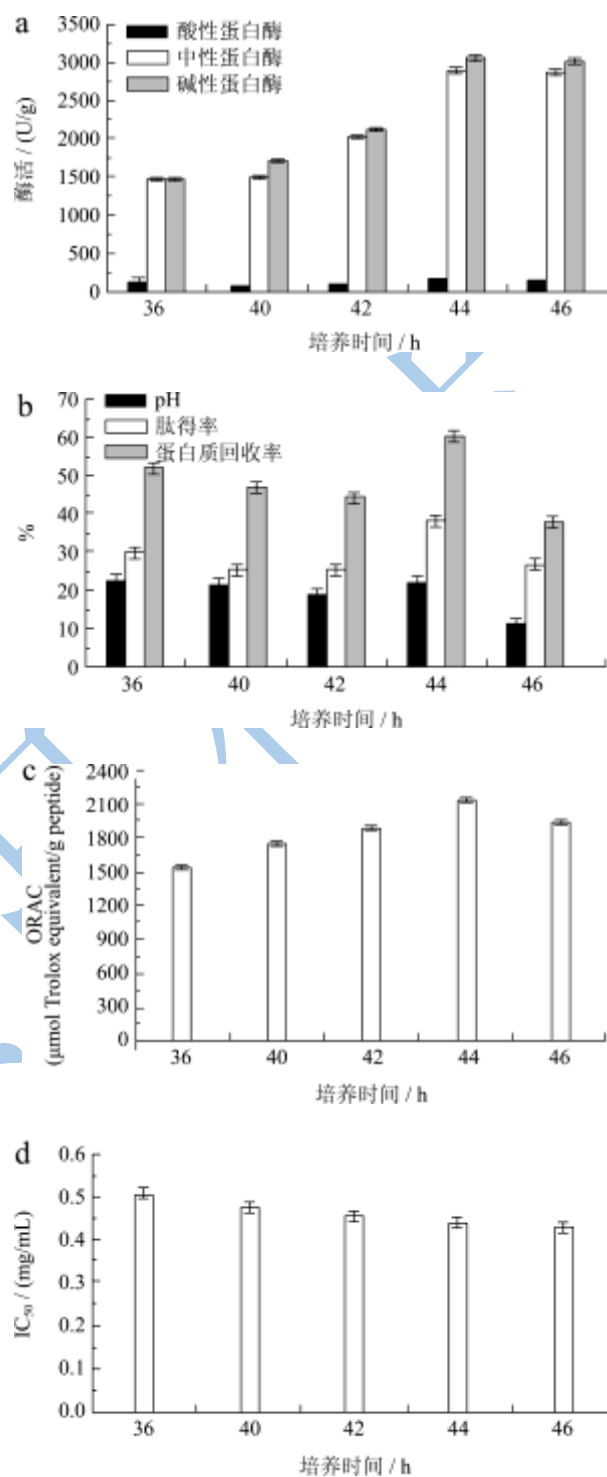 a
3500
3000
2500
2000
1500
1000
500
0
酶活 / (U/g)
酸性蛋白酶
中性蛋白酶
碱性蛋白酶
36 40 42 44 46
培养时间 / h
b
70
60
50
40
30
20
10
0
%
pH
肽得率
蛋白质回收率
36 40 42 44 46
培养时间 / h
c
2400
2100
1800
1500
1200
900
600
300
0
ORAC
(μmol Trolox equivalent/g peptide)
36 40 42 44 46
培养时间 / h
d
0.6
0.5
0.4
0.3
0.2
0.1
0.0
IC50 / (mg/mL)
36 40 42 44 46
培养时间 / h